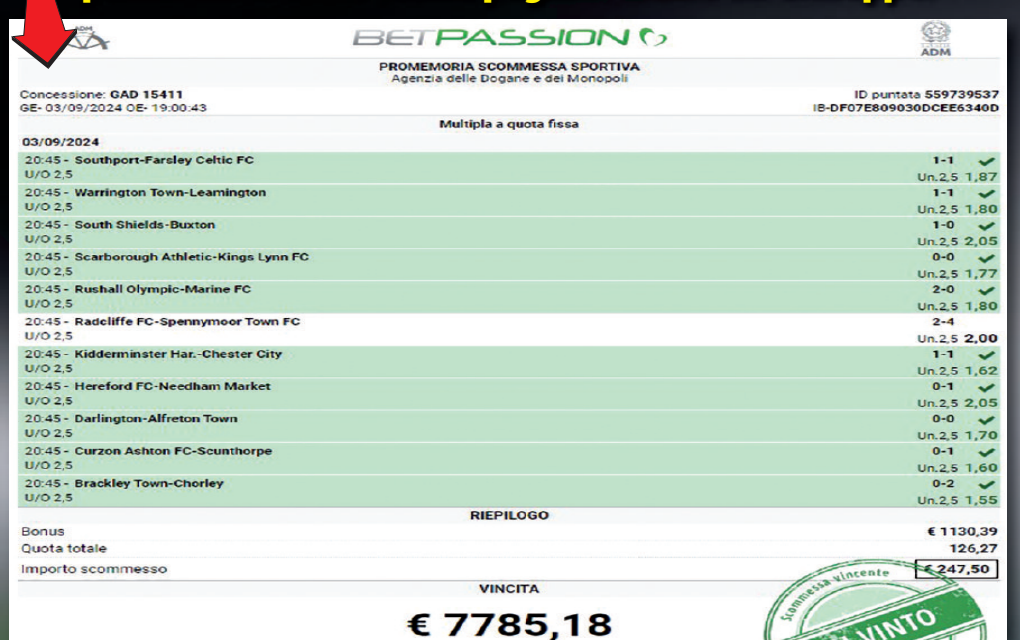 ADM
BETPASSION
ADM
PROMEMORIA SCOMMESSA SPORTIVA
Agenzia delle Dogane e dei Monopoli
Concessione: GAD 15411
ID puntata 559739537
GE- 03/09/2024 OE- 19:00:43
IB-DF07E809030DCEE6340D
Multipla a quota fissa
03/09/2024
20:45 - Southport-Farsley Celtic FC 1-1
U/O 2,5 Un.2,5 1,87
20:45 - Warrington Town-Leamington 1-1
U/O 2,5 Un.2,5 1,80
20:45 - South Shields-Buxton 1-0
U/O 2,5 Un.2,5 2,05
20:45 - Scarborough Athletic-Kings Lynn FC 0-0
U/O 2,5 Un.2,5 1,77
20:45 - Rushall Olympic-Marine FC 2-0
U/O 2,5 Un.2,5 1,80
20:45 - Radcliffe FC-Spennymoor Town FC 2-4
U/O 2,5 Un.2,5 2,00
20:45 - Kidderminster Har.-Chester City 1-1
U/O 2,5 Un.2,5 1,62
20:45 - Hereford FC-Needham Market 0-1
U/O 2,5 Un.2,5 2,05
20:45 - Darlington-Alfreton Town 0-0
U/O 2,5 Un.2,5 1,70
20:45 - Curzon Ashton FC-Scunthorpe 0-1
U/O 2,5 Un.2,5 1,60
20:45 - Brackley Town-Chorley 0-2
U/O 2,5 Un.2,5 1,55
RIEPILOGO
Bonus € 1130,39
Quota totale 126,27
Importo scommesso € 247,50
VINCITA
€ 7785,18
Scommessa vincente
VINTO